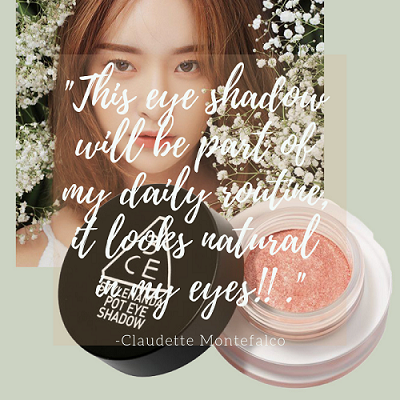 "This eye shadow
will be part of
my daily routine,
it looks natural
on my eyes!! ."
CE
POT EYE
SHADOW
-Claudette Montefalco